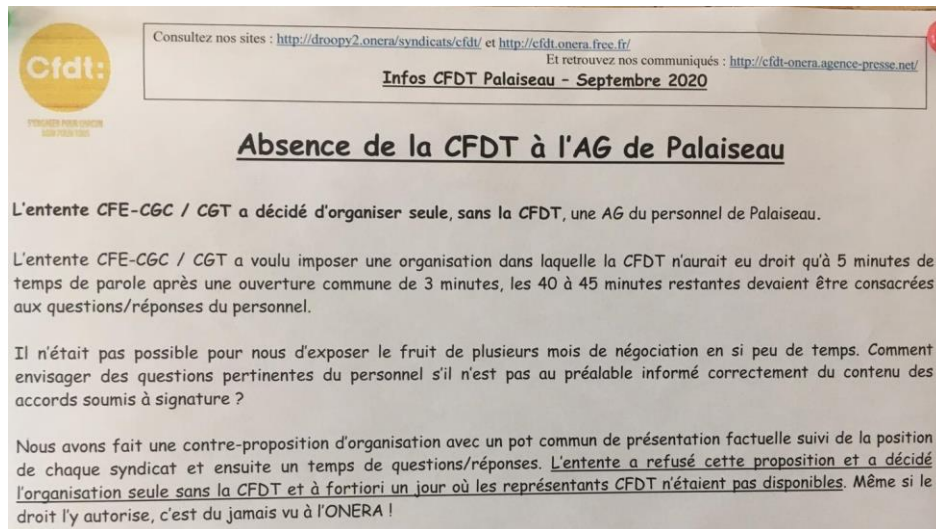 Cfdt:
S'ENGAGER POUR CHACUN
AGIR POUR TOUS
Consultez nos sites : http://droopy2.onera/syndicats/cfdt/ et http://cfdt.onera.free.fr/
Et retrouvez nos communiqués : http://cfdt-onera.agence-presse.net/
Infos CFDT Palaiseau – Septembre 2020
Absence de la CFDT à l'AG de Palaiseau
L'entente CFE-CGC / CGT a décidé d'organiser seule, sans la CFDT, une AG du personnel de Palaiseau.
L'entente CFE-CGC / CGT a voulu imposer une organisation dans laquelle la CFDT n'aurait eu droit qu'à 5 minutes de
temps de parole après une ouverture commune de 3 minutes, les 40 à 45 minutes restantes devaient être consacrées
aux questions/réponses du personnel.
Il n'était pas possible pour nous d'exposer le fruit de plusieurs mois de négociation en si peu de temps. Comment
envisager des questions pertinentes du personnel s'il n'est pas au préalable informé correctement du contenu des
accords soumis à signature ?
Nous avons fait une contre-proposition d'organisation avec un pot commun de présentation factuelle suivi de la position
de chaque syndicat et ensuite un temps de questions/réponses. L'entente a refusé cette proposition et a décidé
l'organisation seule sans la CFDT et à fortiori un jour où les représentants CFDT n'étaient pas disponibles. Même si le
droit l'y autorise, c'est du jamais vu à l'ONERA !